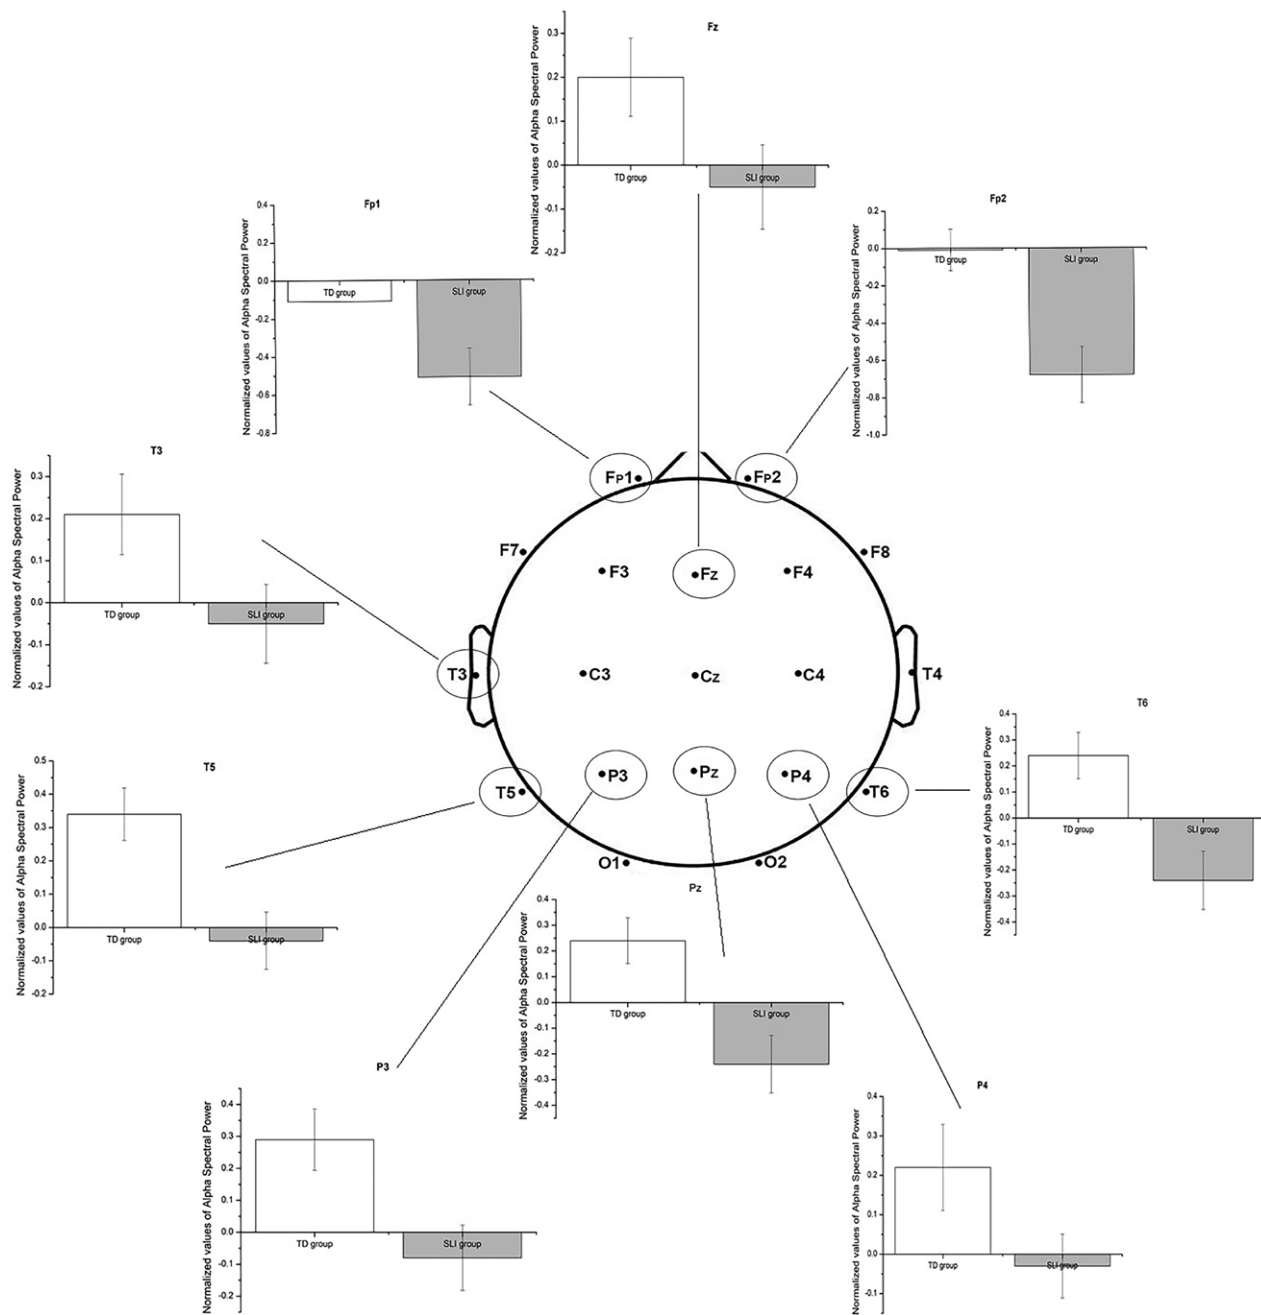 Fz
Normalized values of Alpha Spectral Power
0.3
0.2
0.1
0.0
-0.1
-0.2
TD group
SLI group
Fp1
Normalized values of Alpha Spectral Power
0.4
0.2
0.0
-0.2
-0.4
-0.6
-0.8
TD group
SLI group
Fp2
Normalized values of Alpha Spectral Power
0.2
0.0
-0.2
-0.4
-0.6
-0.8
-1.0
TD group
SLI group
T3
Normalized values of Alpha Spectral Power
0.3
0.2
0.1
0.0
-0.1
-0.2
TD group
SLI group
FP1
FP2
F7
F3
Fz
F4
F8
T3
C3
Cz
C4
T4
T5
P3
Pz
P4
T6
O1
O2
T6
Normalized values of Alpha Spectral Power
0.4
0.3
0.2
0.1
0.0
-0.1
-0.2
-0.3
-0.4
TD group
SLI group
T5
Normalized values of Alpha Spectral Power
0.5
0.4
0.3
0.2
0.1
0.0
-0.1
-0.2
TD group
SLI group
Pz
Normalized values of Alpha Spectral Power
0.4
0.3
0.2
0.1
0.0
-0.1
-0.2
-0.3
-0.4
TD group
SLI group
P3
Normalized values of Alpha Spectral Power
0.4
0.3
0.2
0.1
0.0
-0.1
-0.2
TD group
SLI group
P4
Normalized values of Alpha Spectral Power
0.4
0.3
0.2
0.1
0.0
-0.1
TD group
SLI group